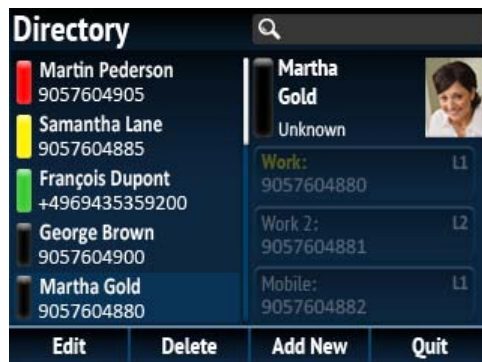 Directory
Martin Pederson
9057604905
Samantha Lane
9057604885
François Dupont
+4969435359200
George Brown
9057604900
Martha Gold
9057604880
Martha
Gold
Unknown
Work: L1
9057604880
Work 2: L2
9057604881
Mobile: L1
9057604882
Edit Delete Add New Quit